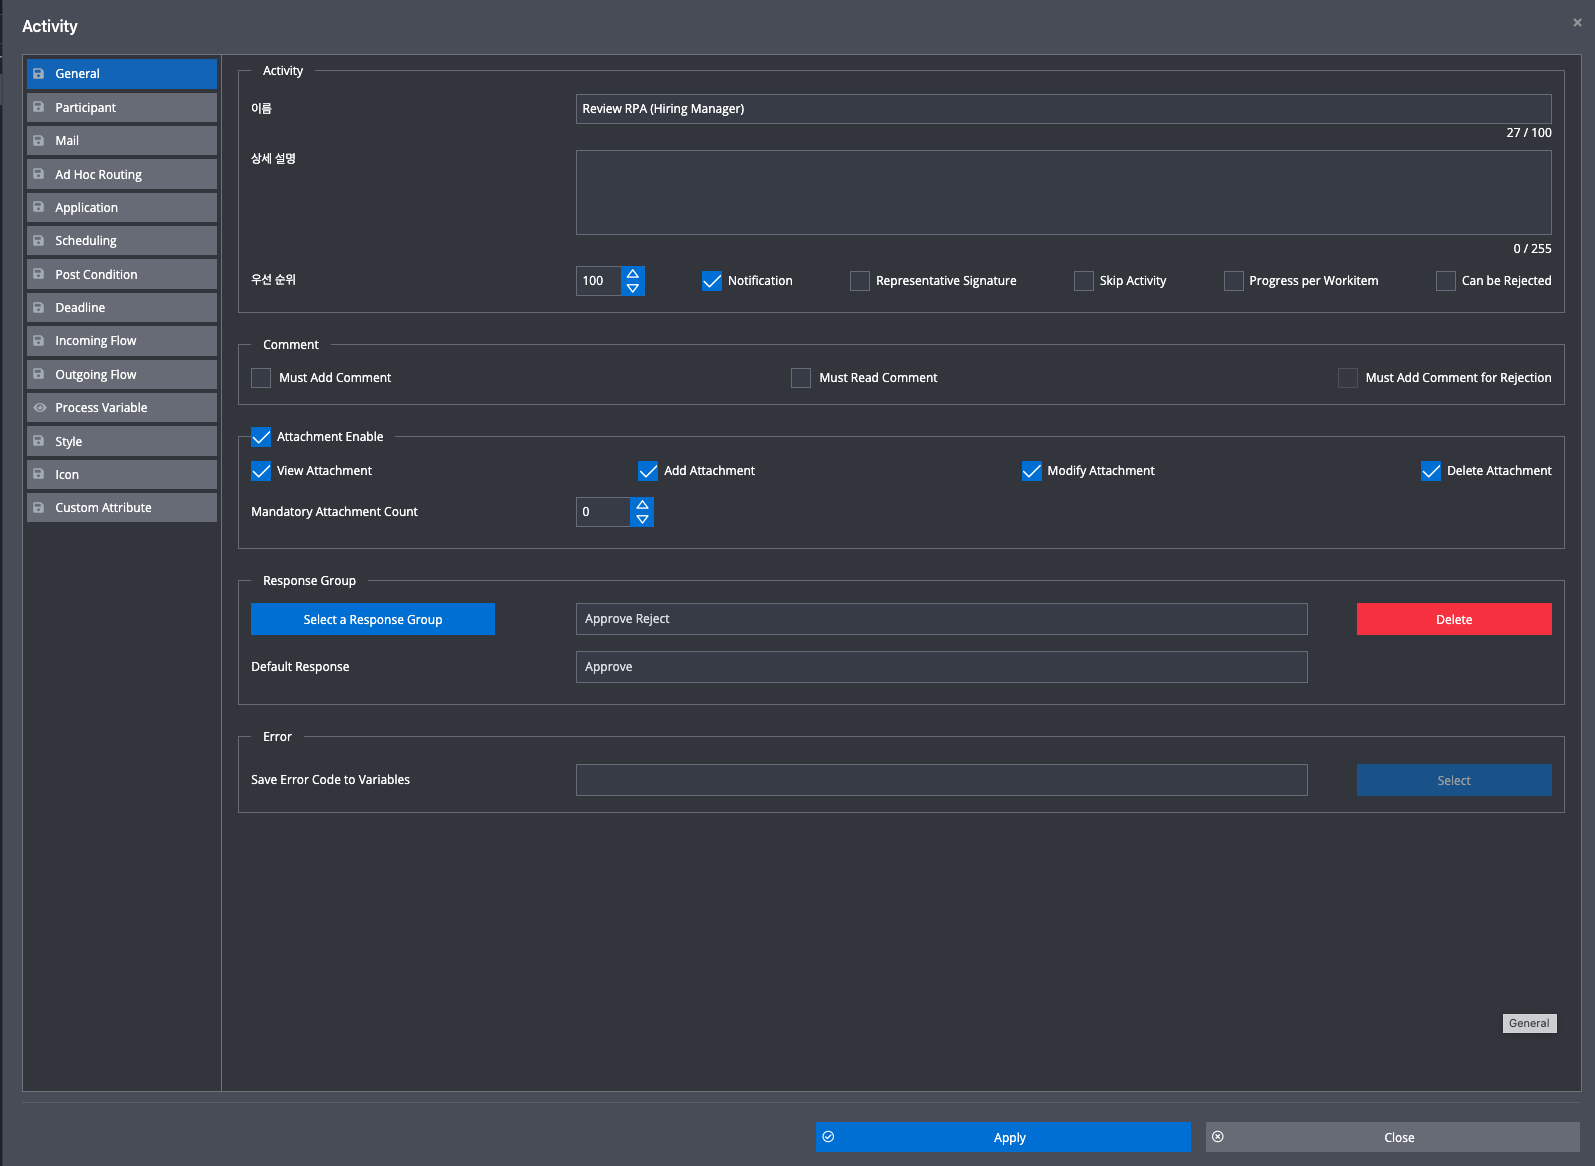 Activity
General
Participant
Mail
Ad Hoc Routing
Application
Scheduling
Post Condition
Deadline
Incoming Flow
Outgoing Flow
Process Variable
Style
Icon
Custom Attribute
Activity
이름
Review RPA (Hiring Manager)
27 / 100
상세 설명
0 / 255
우선 순위
100
Notification
Representative Signature
Skip Activity
Progress per Workitem
Can be Rejected
Comment
Must Add Comment
Must Read Comment
Must Add Comment for Rejection
Attachment Enable
View Attachment
Add Attachment
Modify Attachment
Delete Attachment
Mandatory Attachment Count
0
Response Group
Select a Response Group
Approve Reject
Delete
Default Response
Approve
Error
Save Error Code to Variables
Select
General
Apply
Close